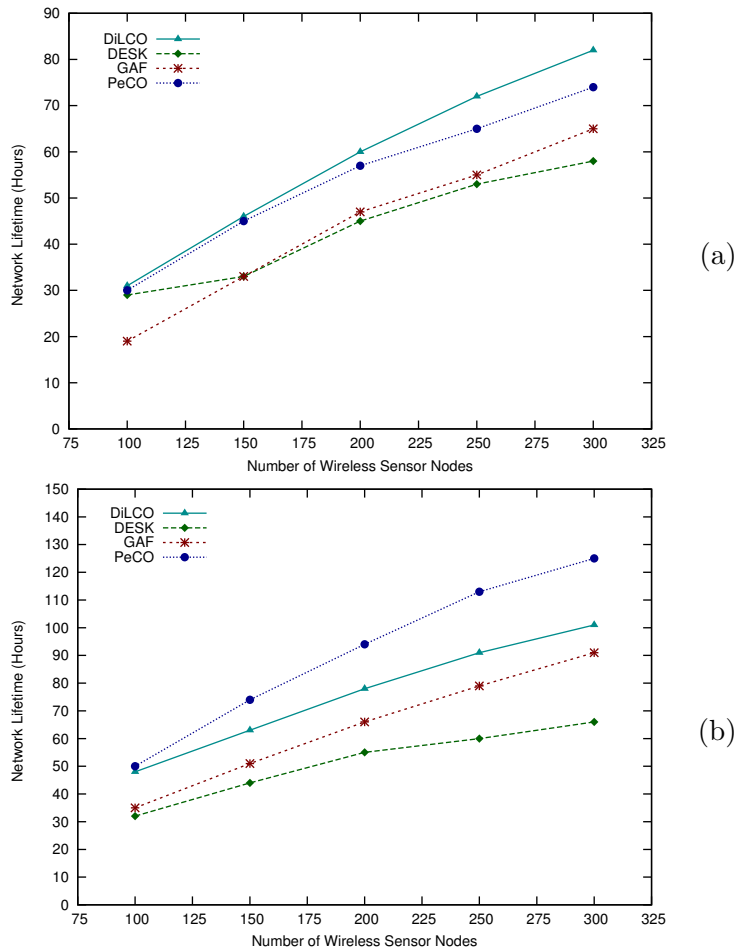 90
80
70
60
50
40
30
20
10
0
Network Lifetime (Hours)
DiLCO
DESK
GAF
PeCO
75 100 125 150 175 200 225 250 275 300 325
Number of Wireless Sensor Nodes
(a)
150
140
130
120
110
100
90
80
70
60
50
40
30
20
10
0
Network Lifetime (Hours)
DiLCO
DESK
GAF
PeCO
75 100 125 150 175 200 225 250 275 300 325
Number of Wireless Sensor Nodes
(b)